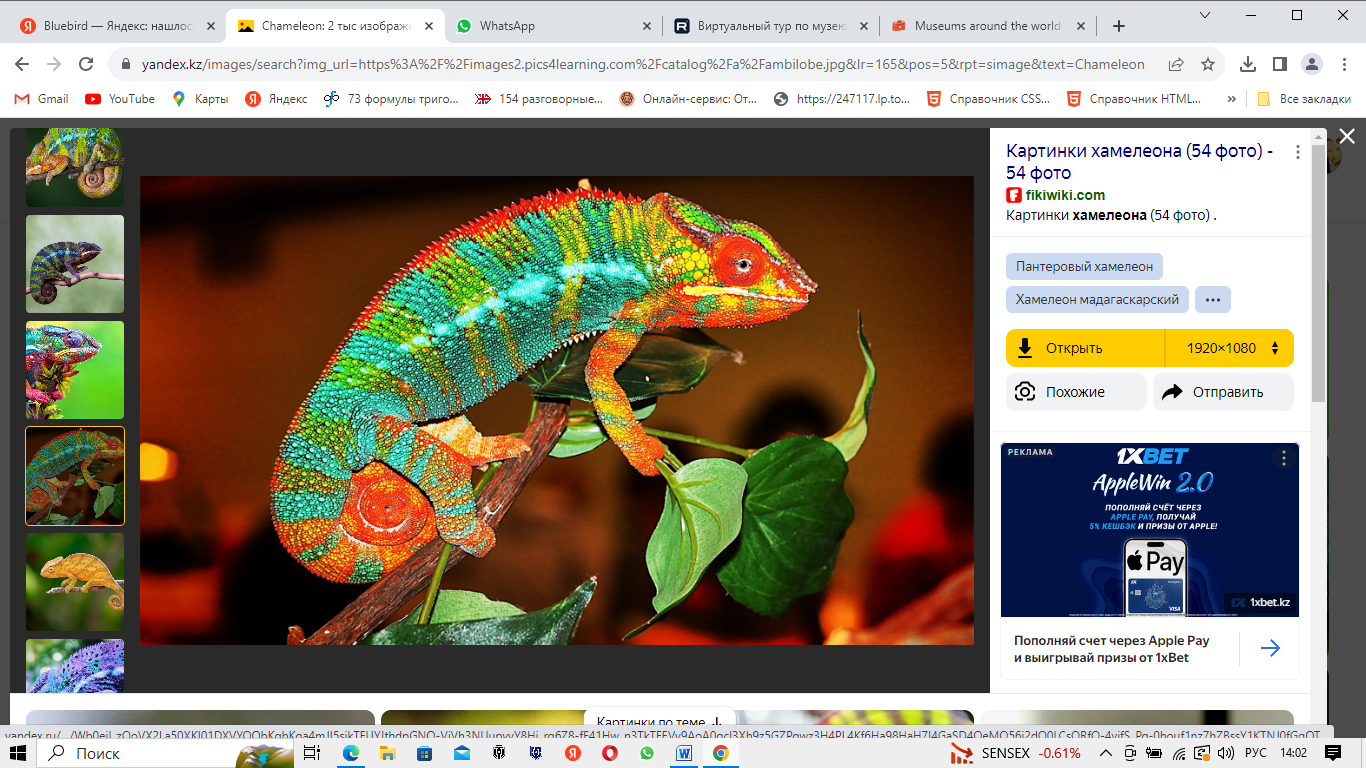 Bluebird — Яндекс: нашлос
Chameleon: 2 тыс изображе
WhatsApp
Виртуальный тур по музею
Museums around the world
yandex.kz/images/search?img_url=https%3A%2F%2Fimages2.pics4learning.com%2Fcatalog%2Fa%2Fambilobe.jpg&lr=165&pos=5&rpt=simage&text=Chameleon
Gmail
YouTube
Карты
Яндекс
73 формулы триго...
154 разговорные...
Онлайн-сервис: От...
https://247117.lp.to...
Справочник CSS...
Справочник HTML...
»
Все закладки
Картинки хамелеона (54 фото) -
54 фото
fikiwiki.com
Картинки хамелеона (54 фото) .
Пантеровый хамелеон
Хамелеон мадагаскарский
Открыть
1920×1080
Похожие
Отправить
РЕКЛАМА
1XBET
AppleWin 2.0
ПОПОЛНЯЙ СЧЁТ ЧЕРЕЗ
APPLE PAY, ПОЛУЧАЙ
5% КЕШБЭК И ПРИЗЫ ОТ APPLE!
Pay
VISA
1X 1xbet.kz
Пополняй счет через Apple Pay
и выигрывай призы от 1xBet
Картинки по теме
Поиск
SENSEX -0.61%
РУС
14:02